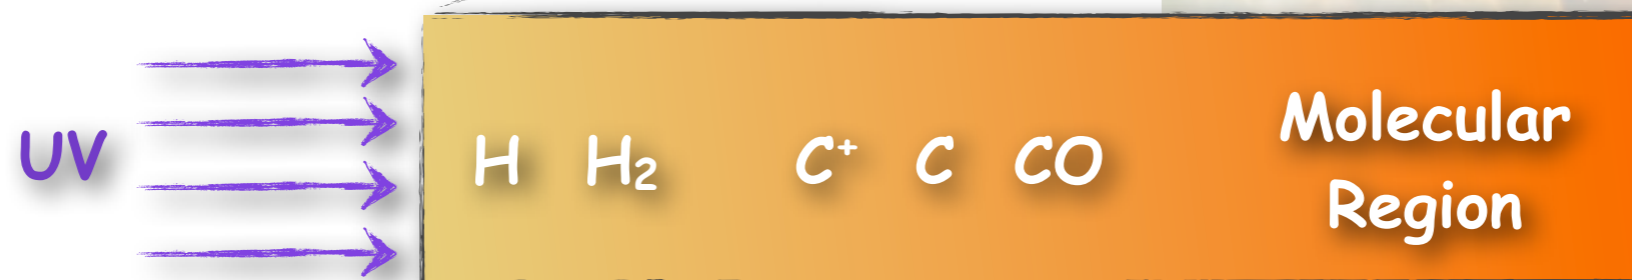 UV
H H₂ C⁺ C CO
Molecular
Region